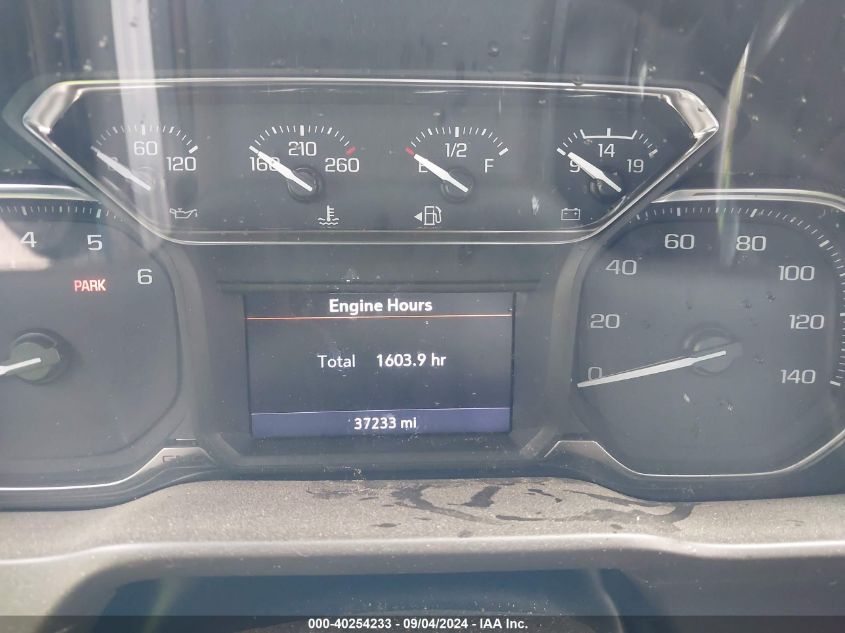 0 60 120
160 210 260
E 1/2 F
9 14 19
4 5 6
PARK
Engine Hours
Total 1603.9 hr
37233 mi
0 20 40 60 80 100 120 140
000-40254233 - 09/04/2024 - IAA Inc.